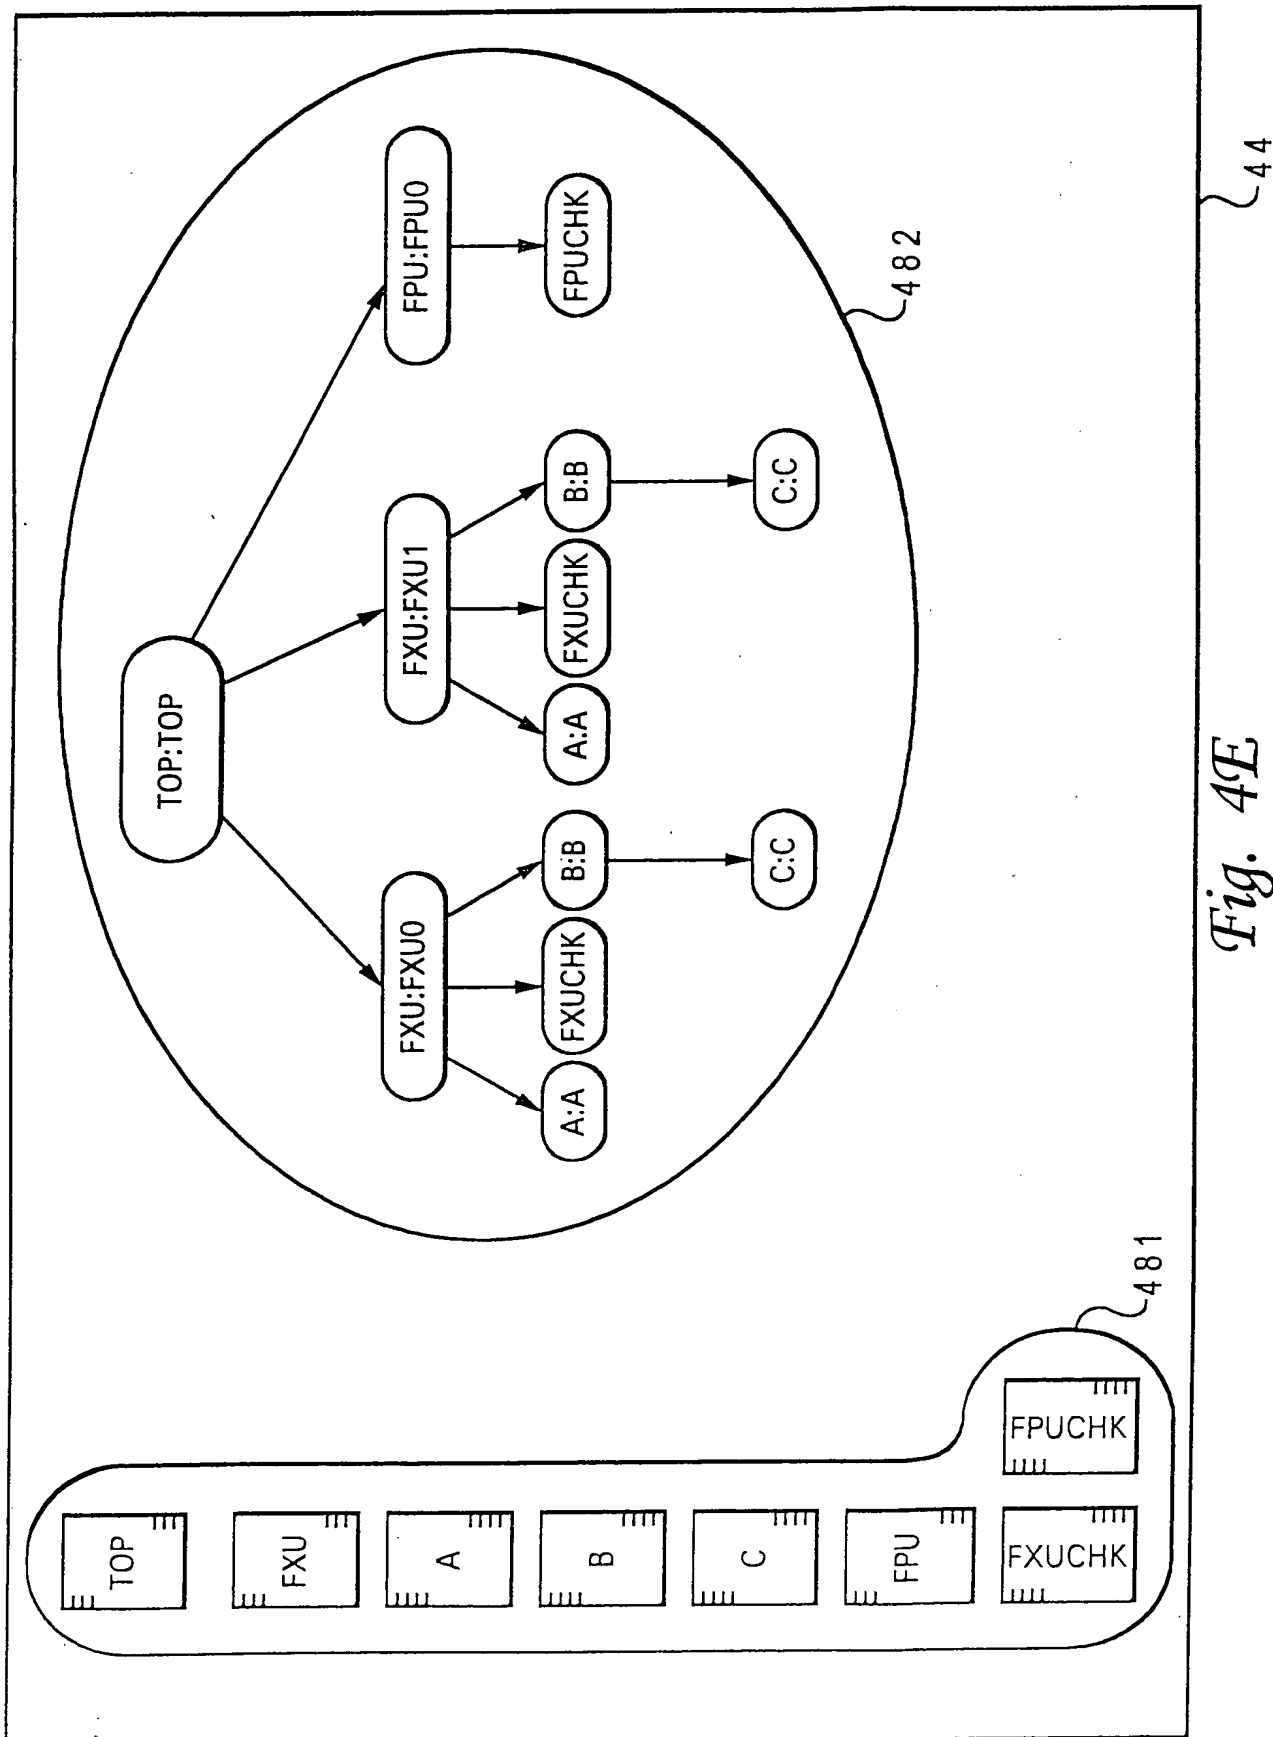 TOP
FXU
A
B
C
FPU
FXUCHK
FPUCHK
481
TOP:TOP
FXU:FXU0
FXU:FXU1
FPU:FPU0
A:A
FXUCHK
B:B
A:A
FXUCHK
B:B
FPUCHK
C:C
C:C
482
44
Fig. 4E